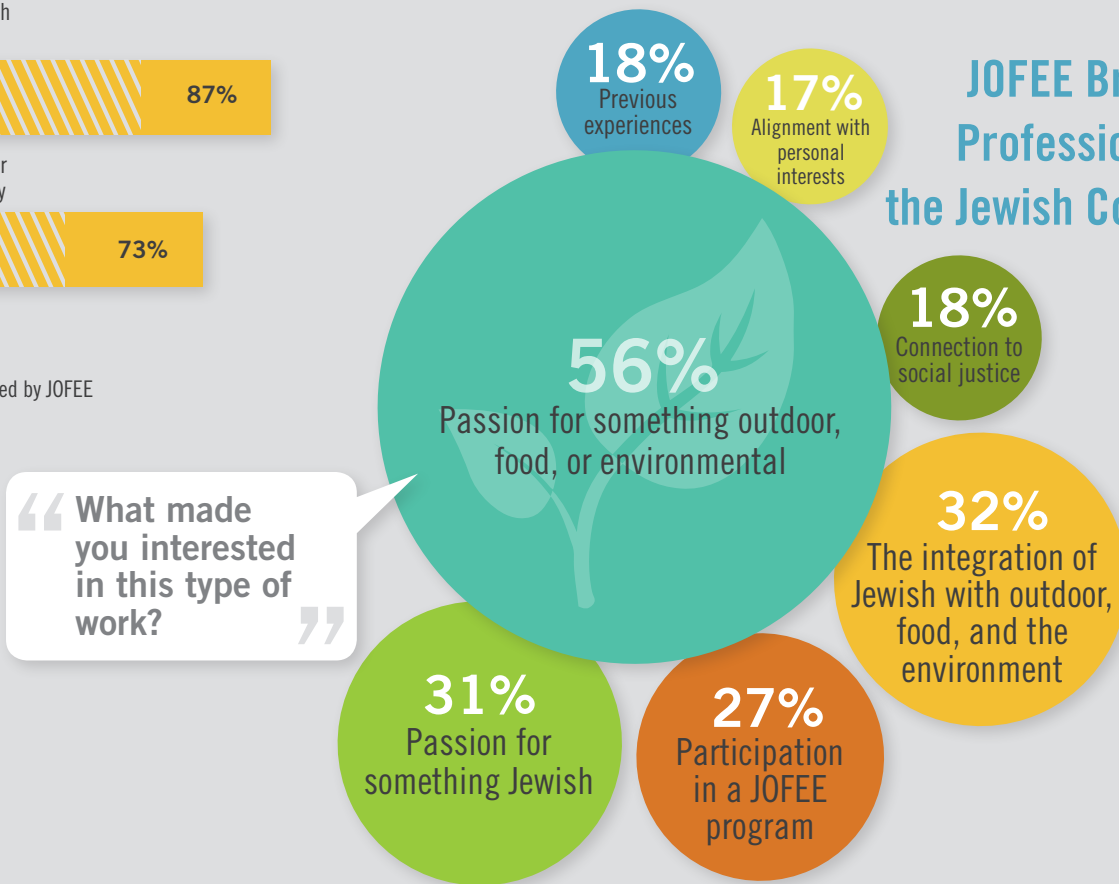 h
87%
r
y
73%
ed by JOFEE
18%
Previous
experiences
17%
Alignment with
personal
interests
JOFEE Br
Professio
the Jewish Co
18%
Connection to
social justice
56%
Passion for something outdoor,
food, or environmental
“ What made
you interested
in this type of
work? ”
32%
The integration of
Jewish with outdoor,
food, and the
environment
31%
Passion for
something Jewish
27%
Participation
in a JOFEE
program